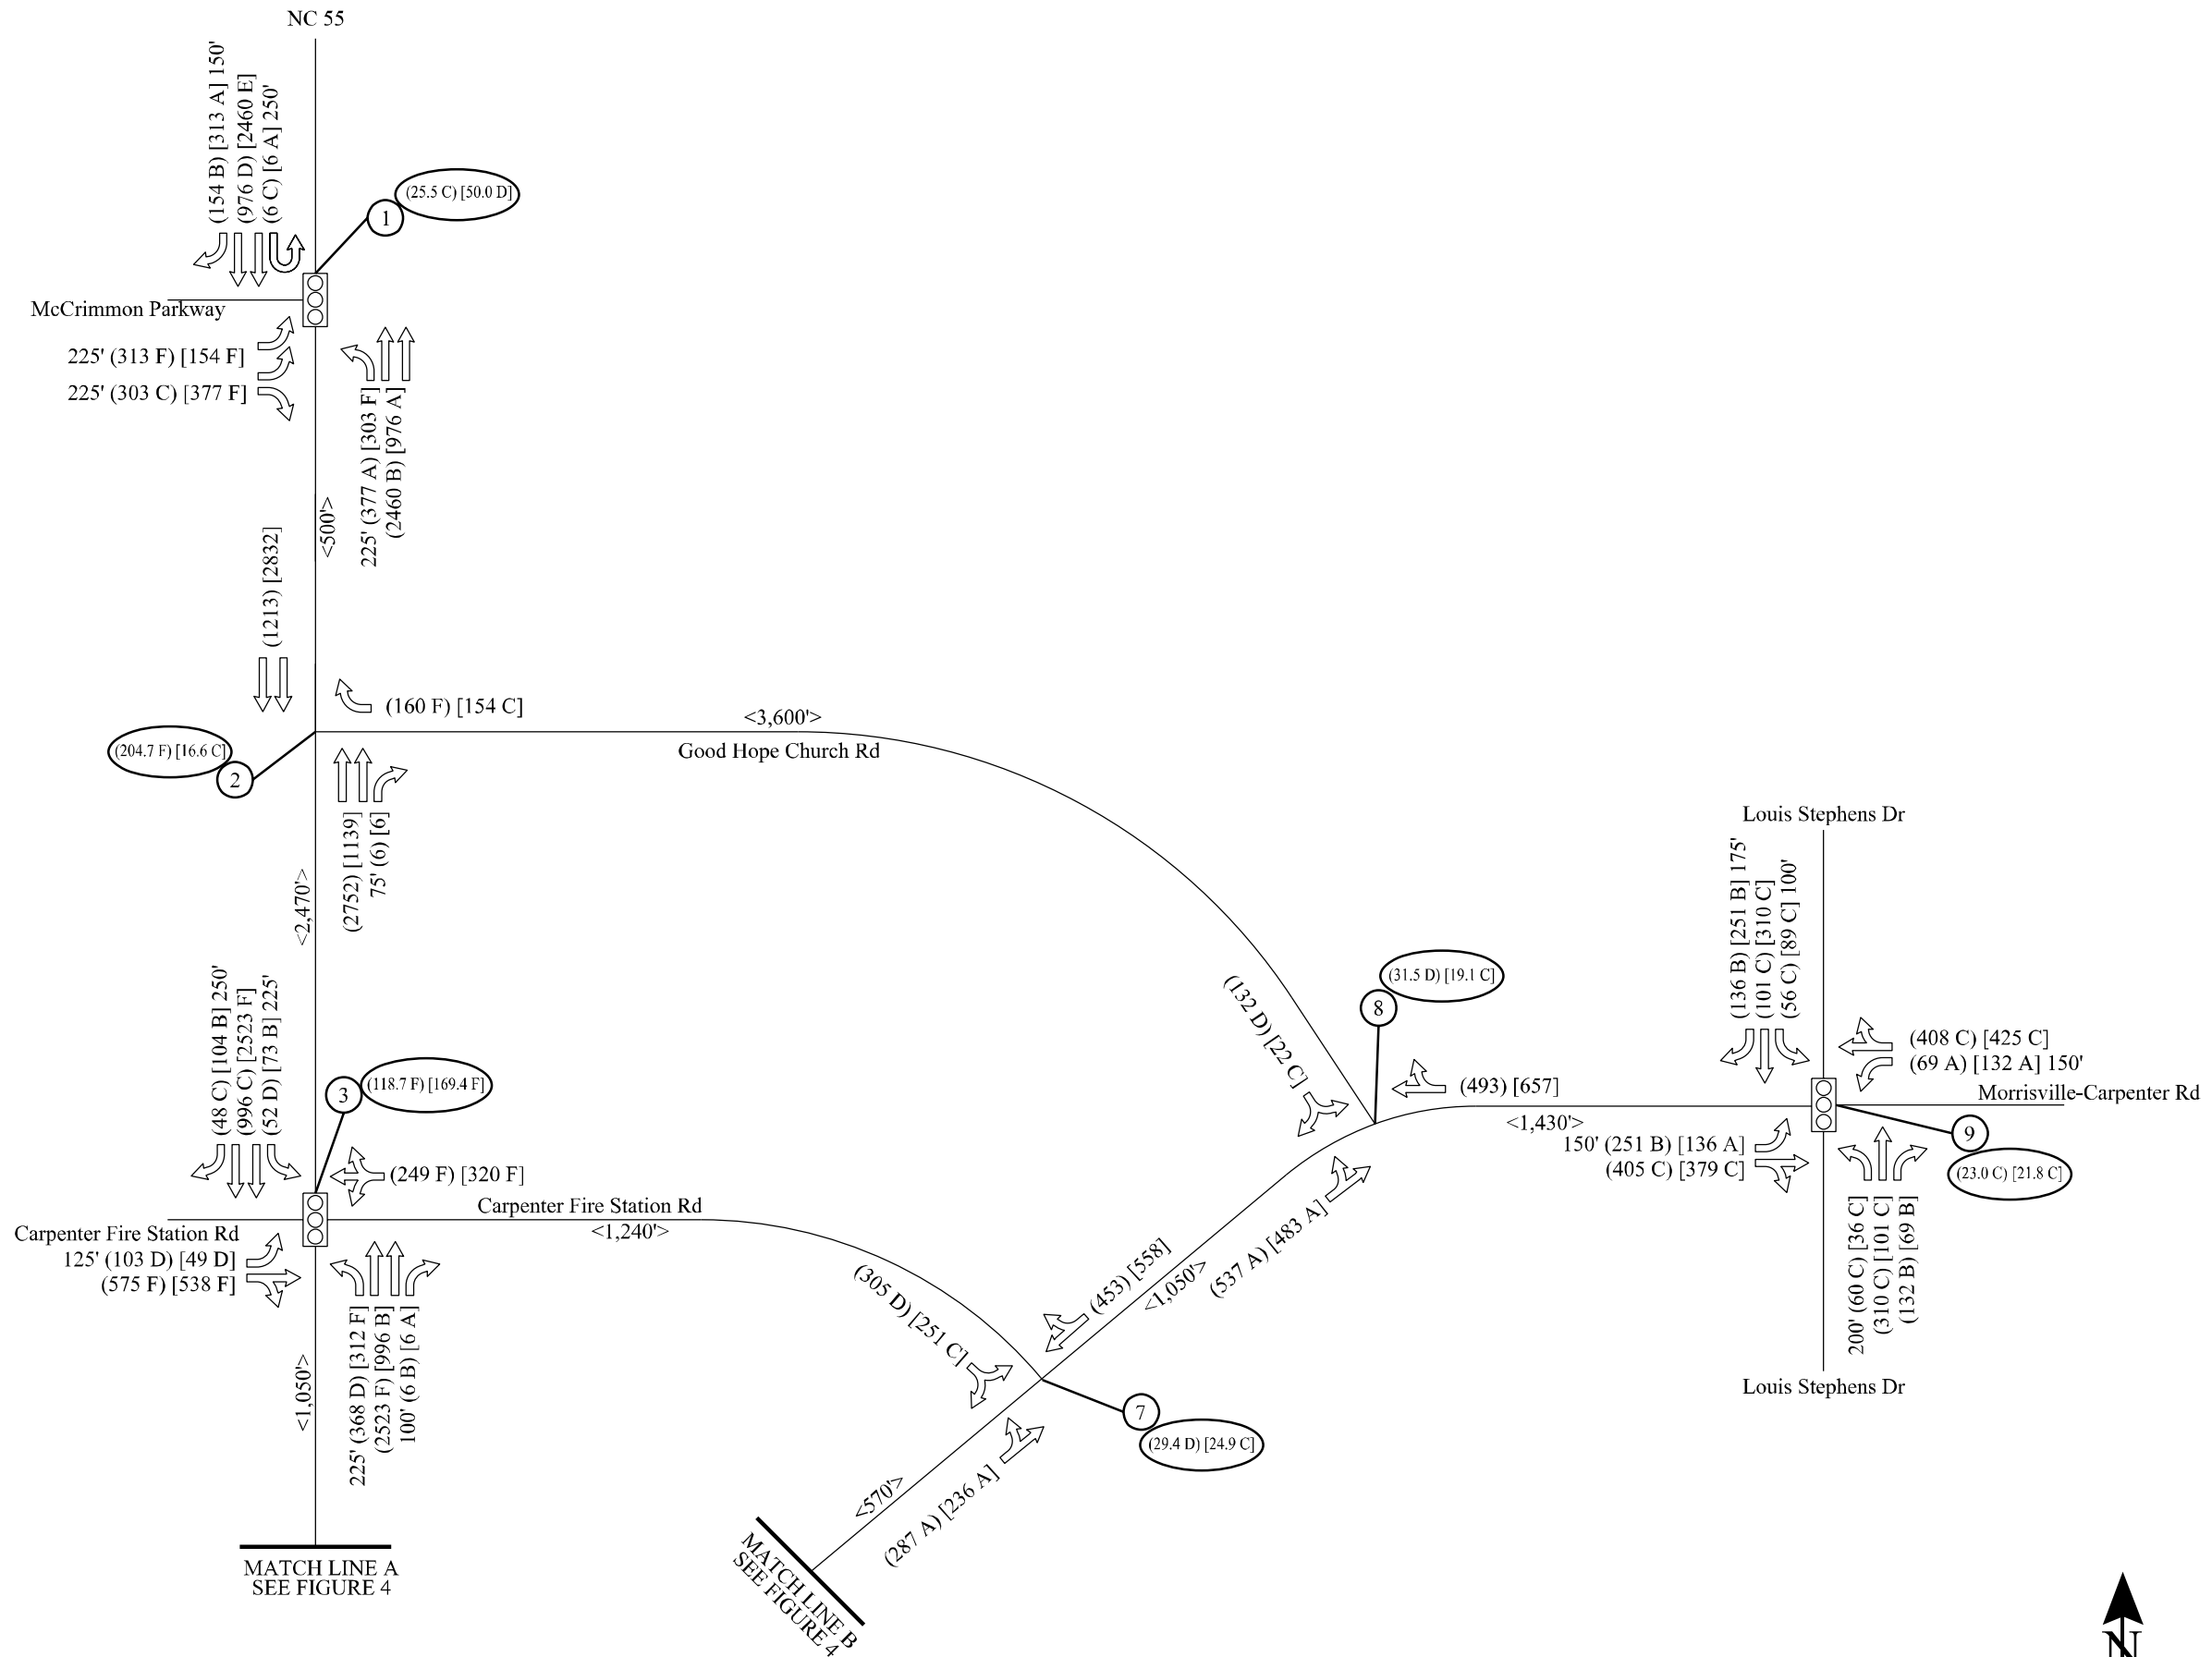 NC 55
(154 B) [313 A] 150'
(976 D) [2460 E]
(6 C) [6 A] 250'
(25.5 C) [50.0 D]
1
McCrimmon Parkway
225' (313 F) [154 F]
225' (303 C) [377 F]
225' (377 A) [303 F]
(2460 B) [976 A]
<500'>
(1213) [2832]
(160 F) [154 C]
<3,600'>
Good Hope Church Rd
(204.7 F) [16.6 C]
2
(2752) [1139]
75' (6) [6]
<2,470'>
Louis Stephens Dr
(136 B) [251 B] 175'
(101 C) [310 C]
(56 C) [89 C] 100'
(48 C) [104 B] 250'
(996 C) [2523 F]
(52 D) [73 B] 225'
(31.5 D) [19.1 C]
8
(132 D) [22 C]
(408 C) [425 C]
(69 A) [132 A] 150'
3
(118.7 F) [169.4 F]
(493) [657]
Morrisville-Carpenter Rd
<1,430'>
9
(23.0 C) [21.8 C]
150' (251 B) [136 A]
(405 C) [379 C]
(249 F) [320 F]
Carpenter Fire Station Rd
<1,240'>
Carpenter Fire Station Rd
125' (103 D) [49 D]
(575 F) [538 F]
200' (60 C) [36 C]
(310 C) [101 C]
(132 B) [69 B]
(537 A) [483 A]
(453) [558]
<1,050'>
(305 D) [251 C]
<1,050'>
225' (368 D) [312 F]
(2523 F) [996 B]
100' (6 B) [6 A]
Louis Stephens Dr
7
(29.4 D) [24.9 C]
<570'>
(287 A) [236 A]
MATCH LINE A
SEE FIGURE 4
MATCH LINE B
SEE FIGURE 4
N